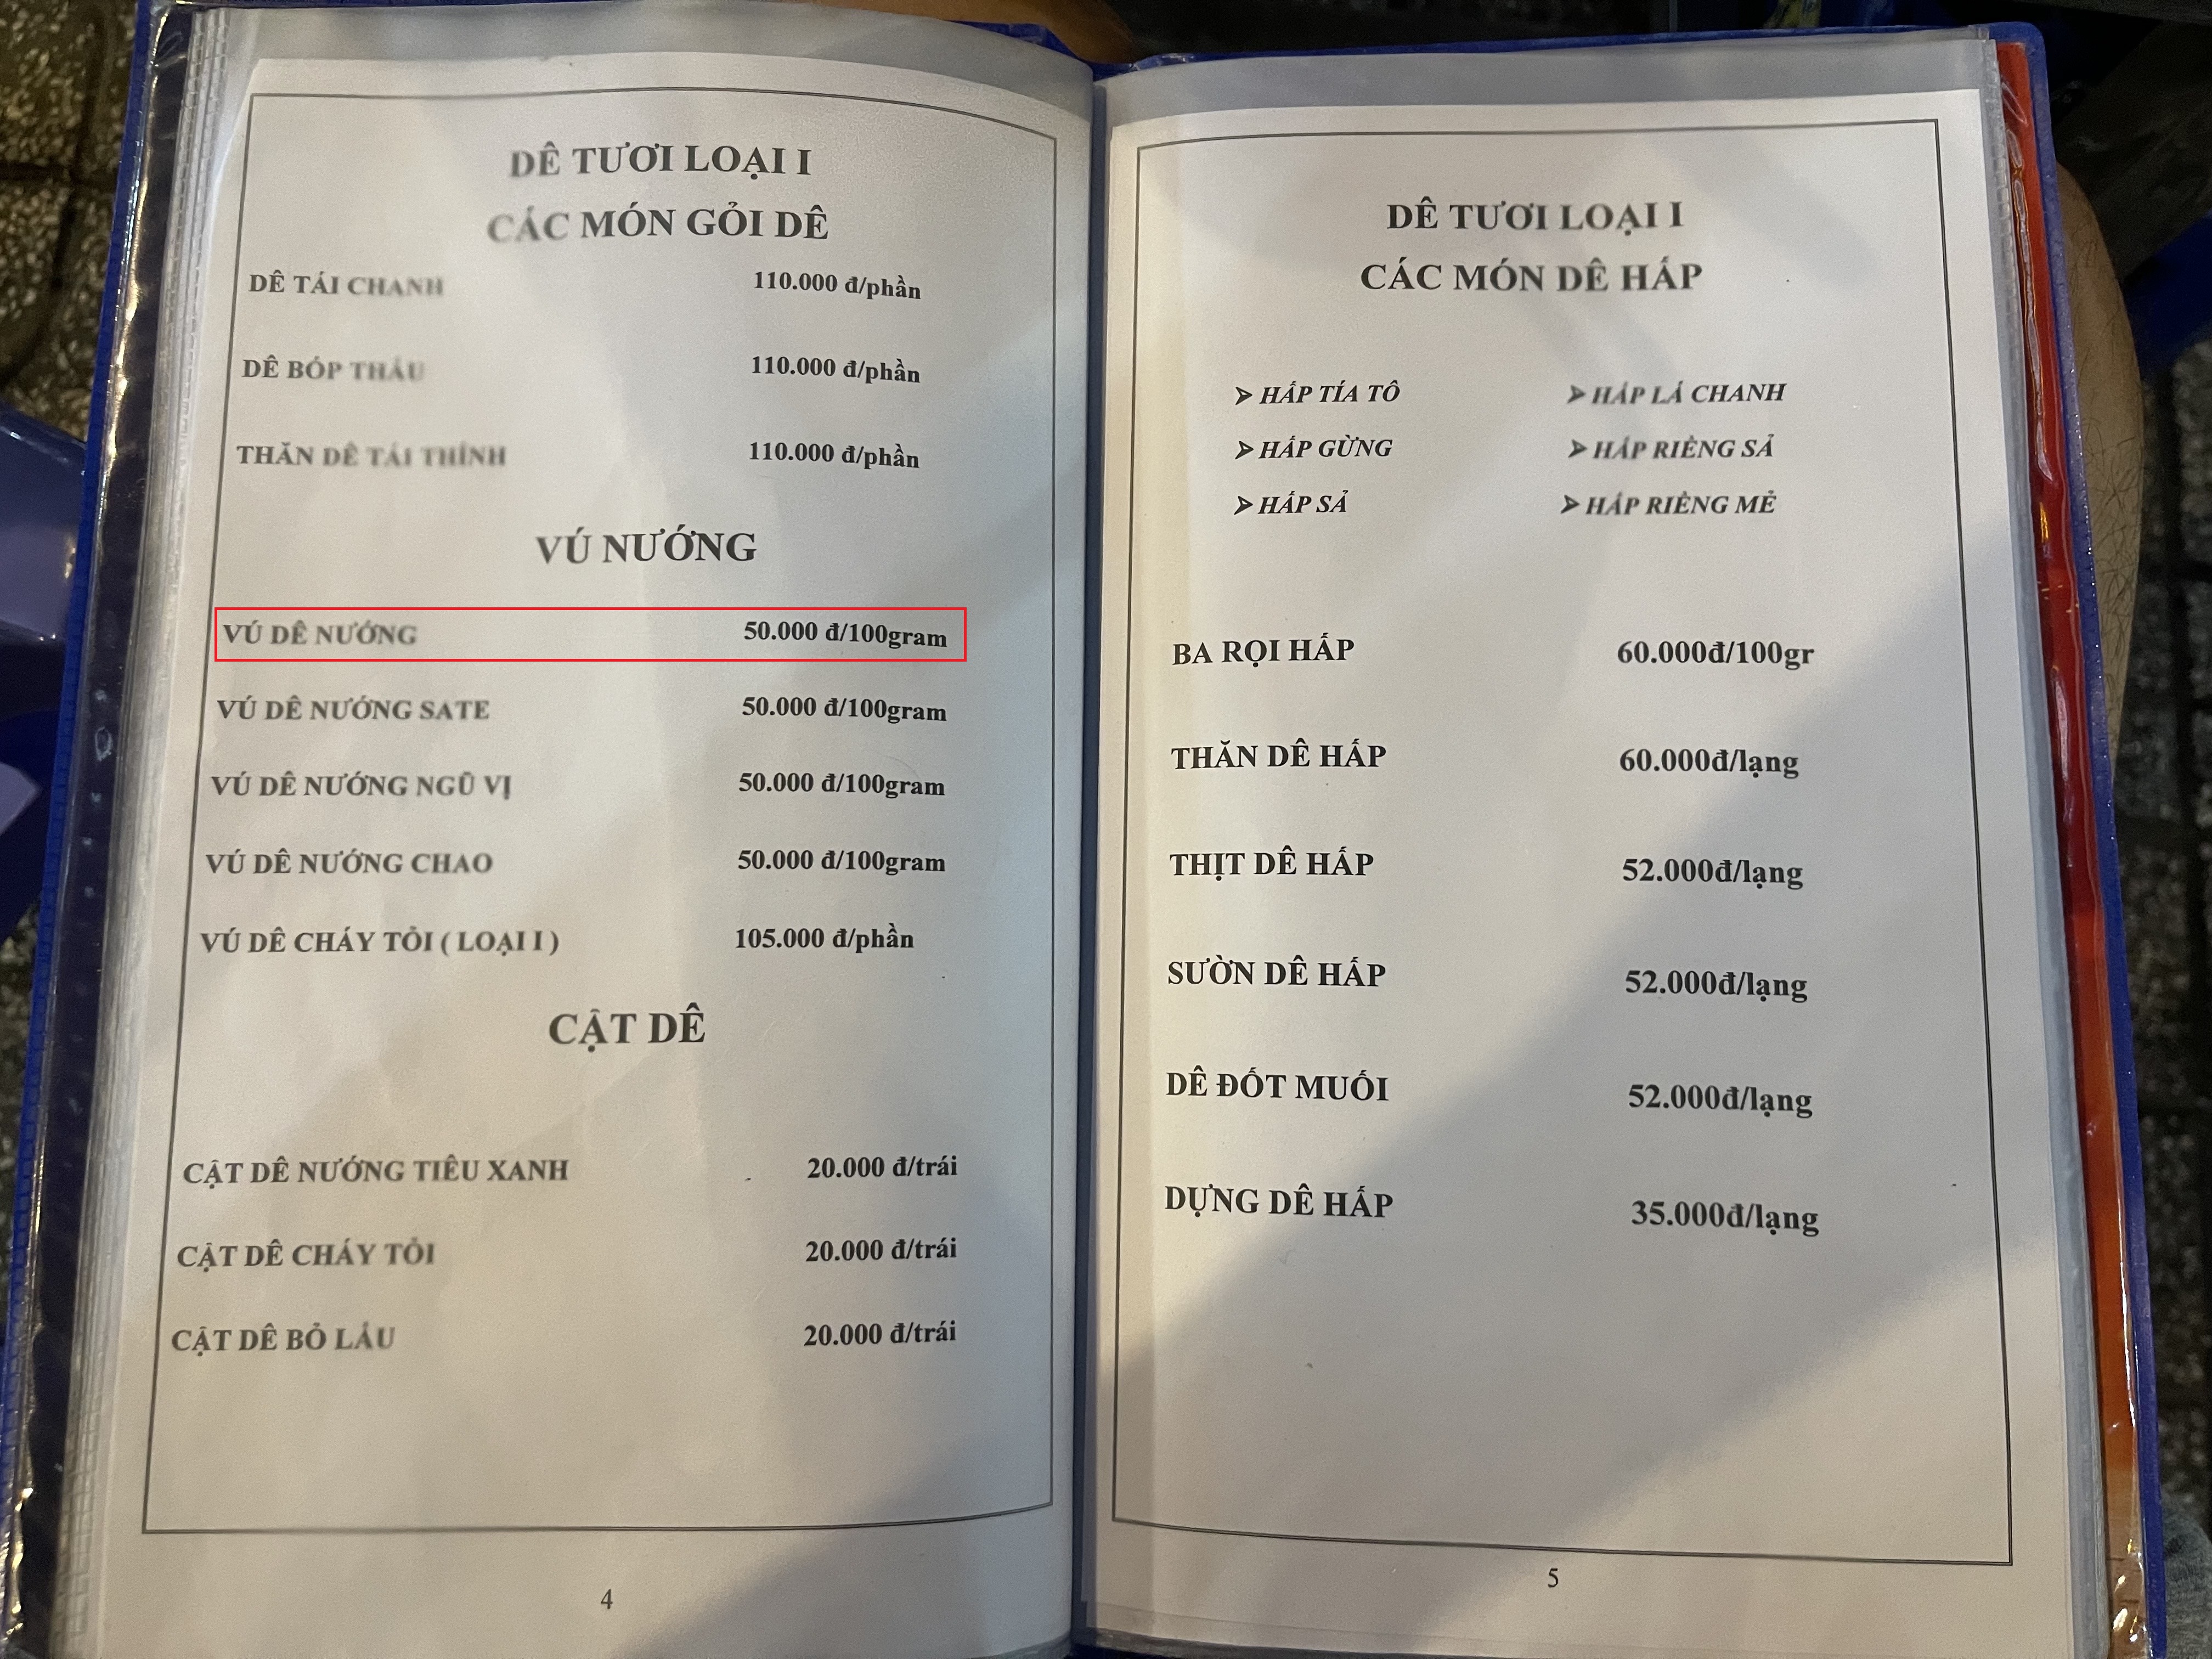 DÊ TƯƠI LOẠI I
CÁC MÓN GỎI DÊ
DÊ TÁI CHANH 110.000 đ/phần
DÊ BÓP THẤU 110.000 đ/phần
THĂN DÊ TÁI THÍNH 110.000 đ/phần
VÚ NƯỚNG
VÚ DÊ NƯỚNG 50.000 đ/100gram
VÚ DÊ NƯỚNG SATE 50.000 đ/100gram
VÚ DÊ NƯỚNG NGŨ VỊ 50.000 đ/100gram
VÚ DÊ NƯỚNG CHAO 50.000 đ/100gram
VÚ DÊ CHÁY TỎI ( LOẠI I ) 105.000 đ/phần
CẬT DÊ
CẬT DÊ NƯỚNG TIÊU XANH 20.000 đ/trái
CẬT DÊ CHÁY TỎI 20.000 đ/trái
CẬT DÊ BỎ LẨU 20.000 đ/trái
4
DÊ TƯƠI LOẠI I
CÁC MÓN DÊ HẤP
➢ HẤP TÍA TÔ ➢ HẤP LÁ CHANH
➢ HẤP GỪNG ➢ HẤP RIỀNG SẢ
➢ HẤP SẢ ➢ HẤP RIỀNG MẺ
BA RỌI HẤP 60.000đ/100gr
THĂN DÊ HẤP 60.000đ/lạng
THỊT DÊ HẤP 52.000đ/lạng
SƯỜN DÊ HẤP 52.000đ/lạng
DÊ ĐỐT MUỐI 52.000đ/lạng
DỰNG DÊ HẤP 35.000đ/lạng
5